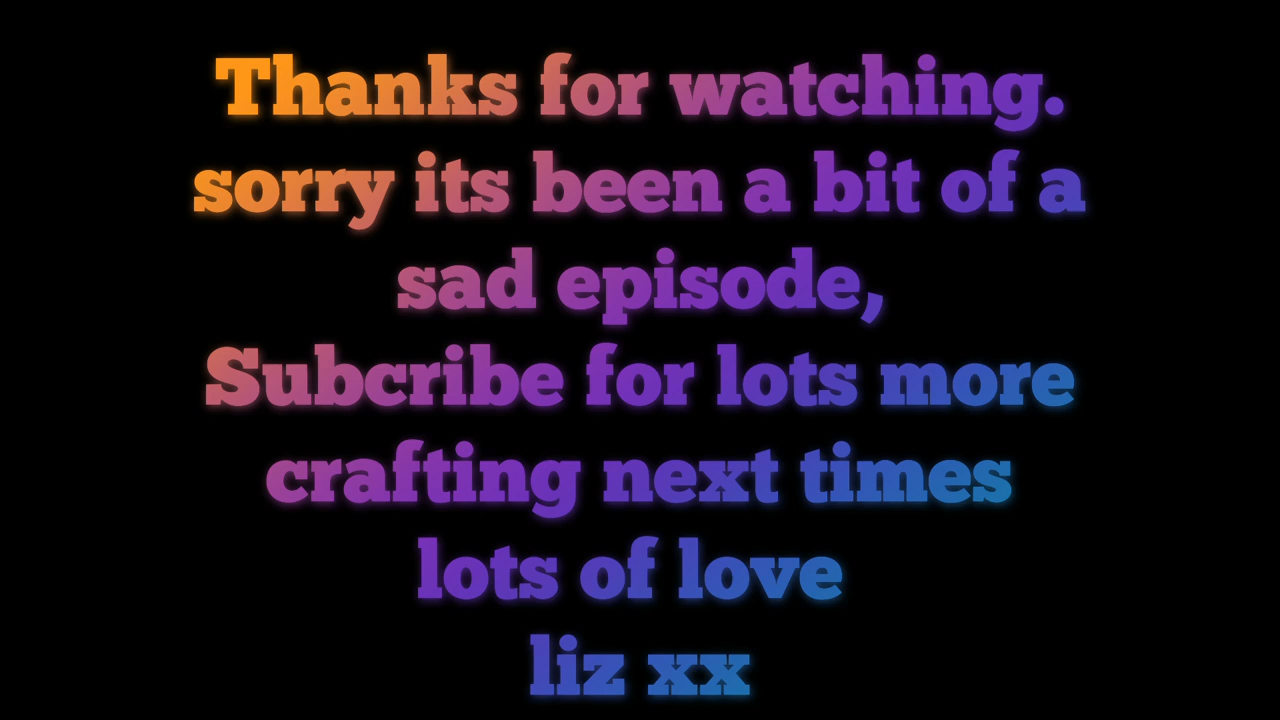 Thanks for watching.
sorry its been a bit of a
sad episode,
Subcribe for lots more
crafting next times
lots of love
liz xx